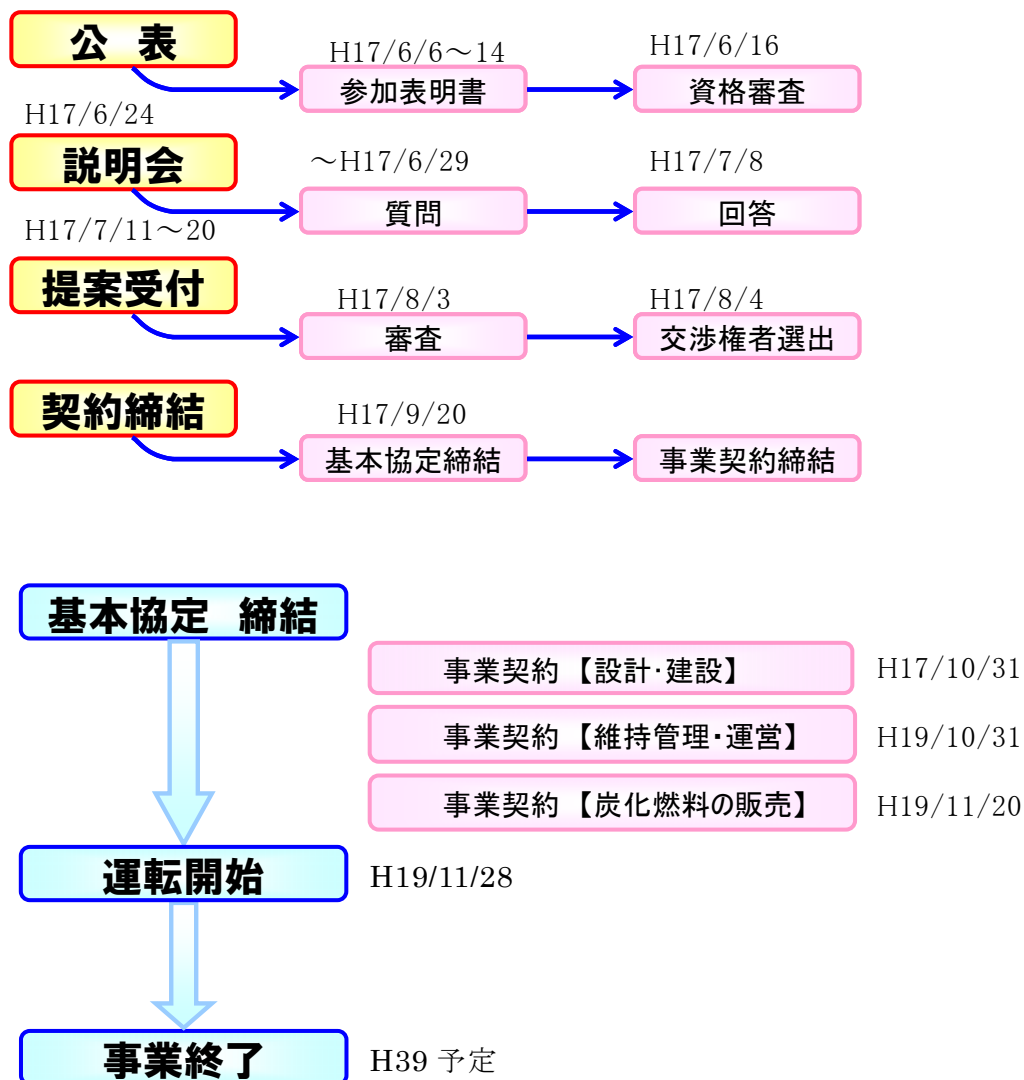 公 表
H17/6/6～14
H17/6/16
参加表明書
資格審査
H17/6/24
説明会
～H17/6/29
H17/7/8
質問
回答
H17/7/11～20
提案受付
H17/8/3
H17/8/4
審査
交渉権者選出
契約締結
H17/9/20
基本協定締結
事業契約締結
基本協定 締結
事業契約【設計･建設】
H17/10/31
事業契約【維持管理・運営】
H19/10/31
事業契約【炭化燃料の販売】
H19/11/20
運転開始
H19/11/28
事業終了
H39 予定